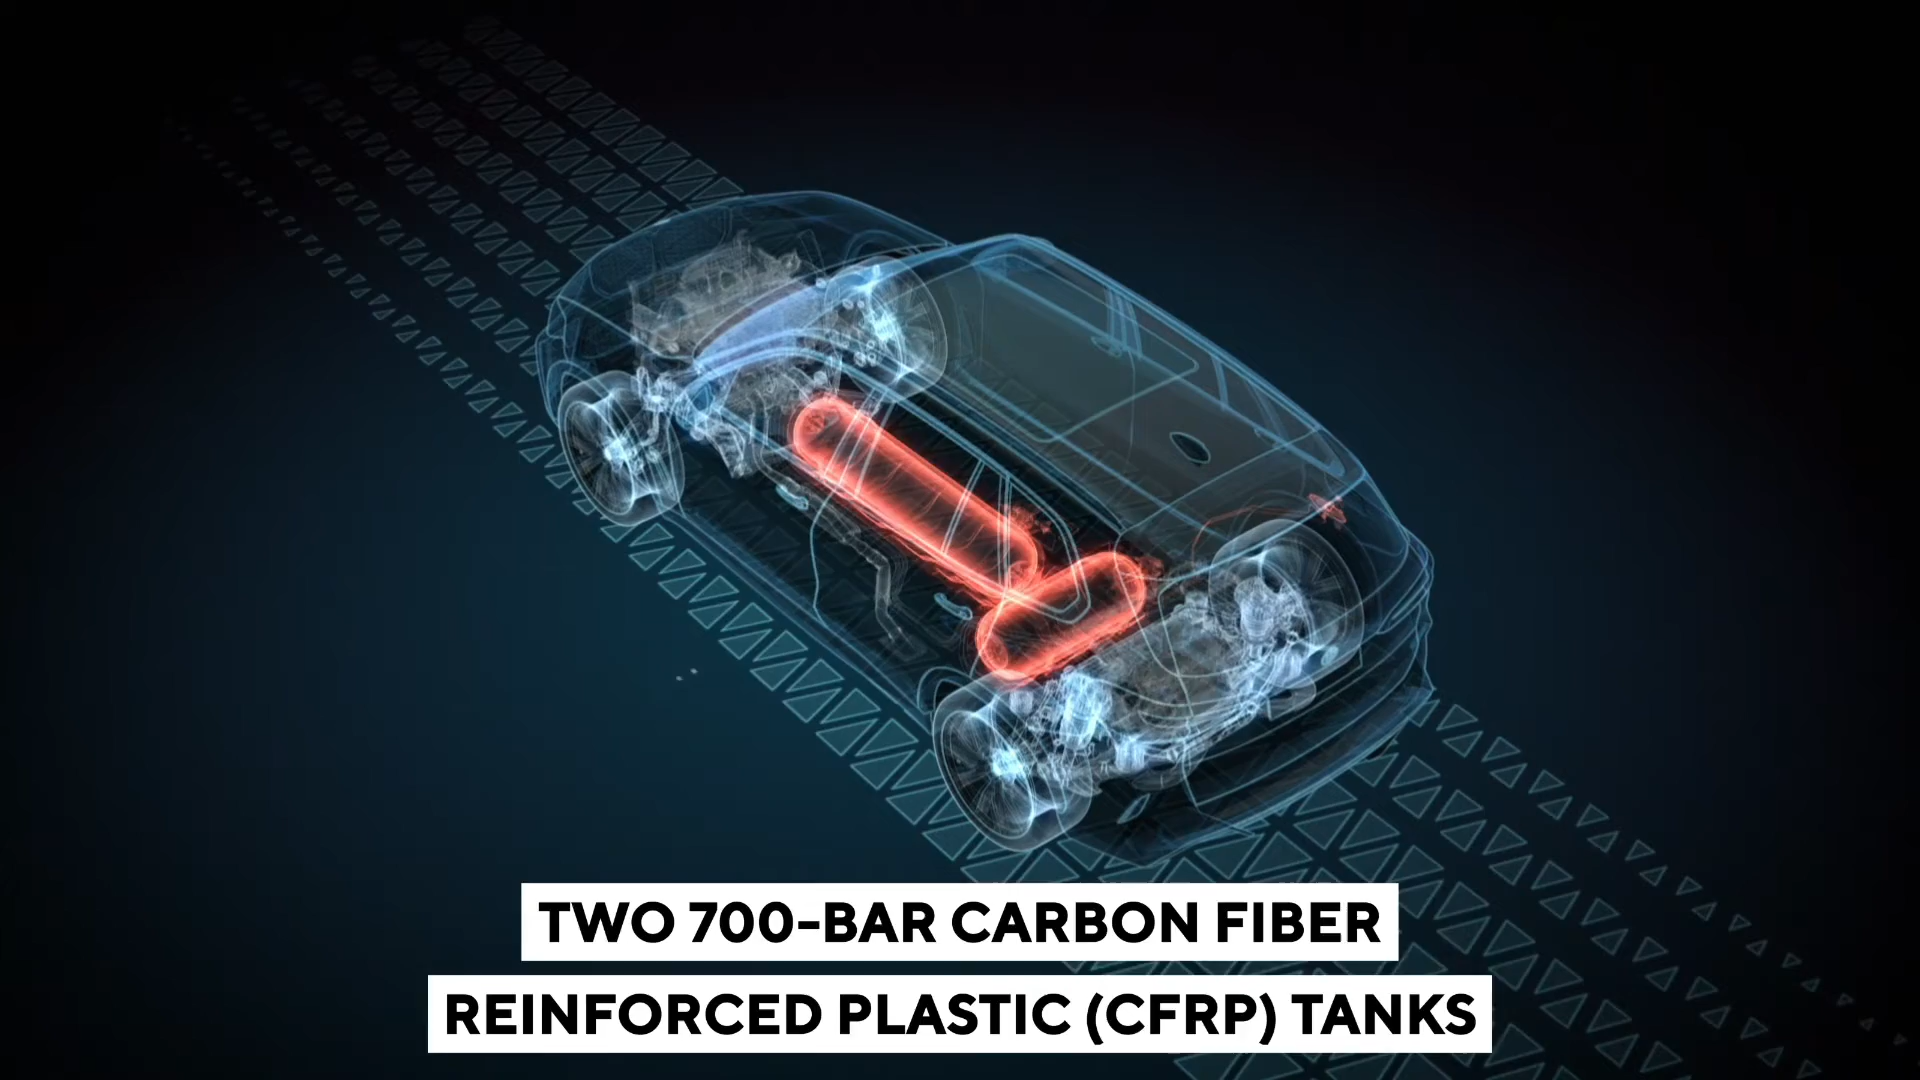 TWO 700-BAR CARBON FIBER
REINFORCED PLASTIC (CFRP) TANKS